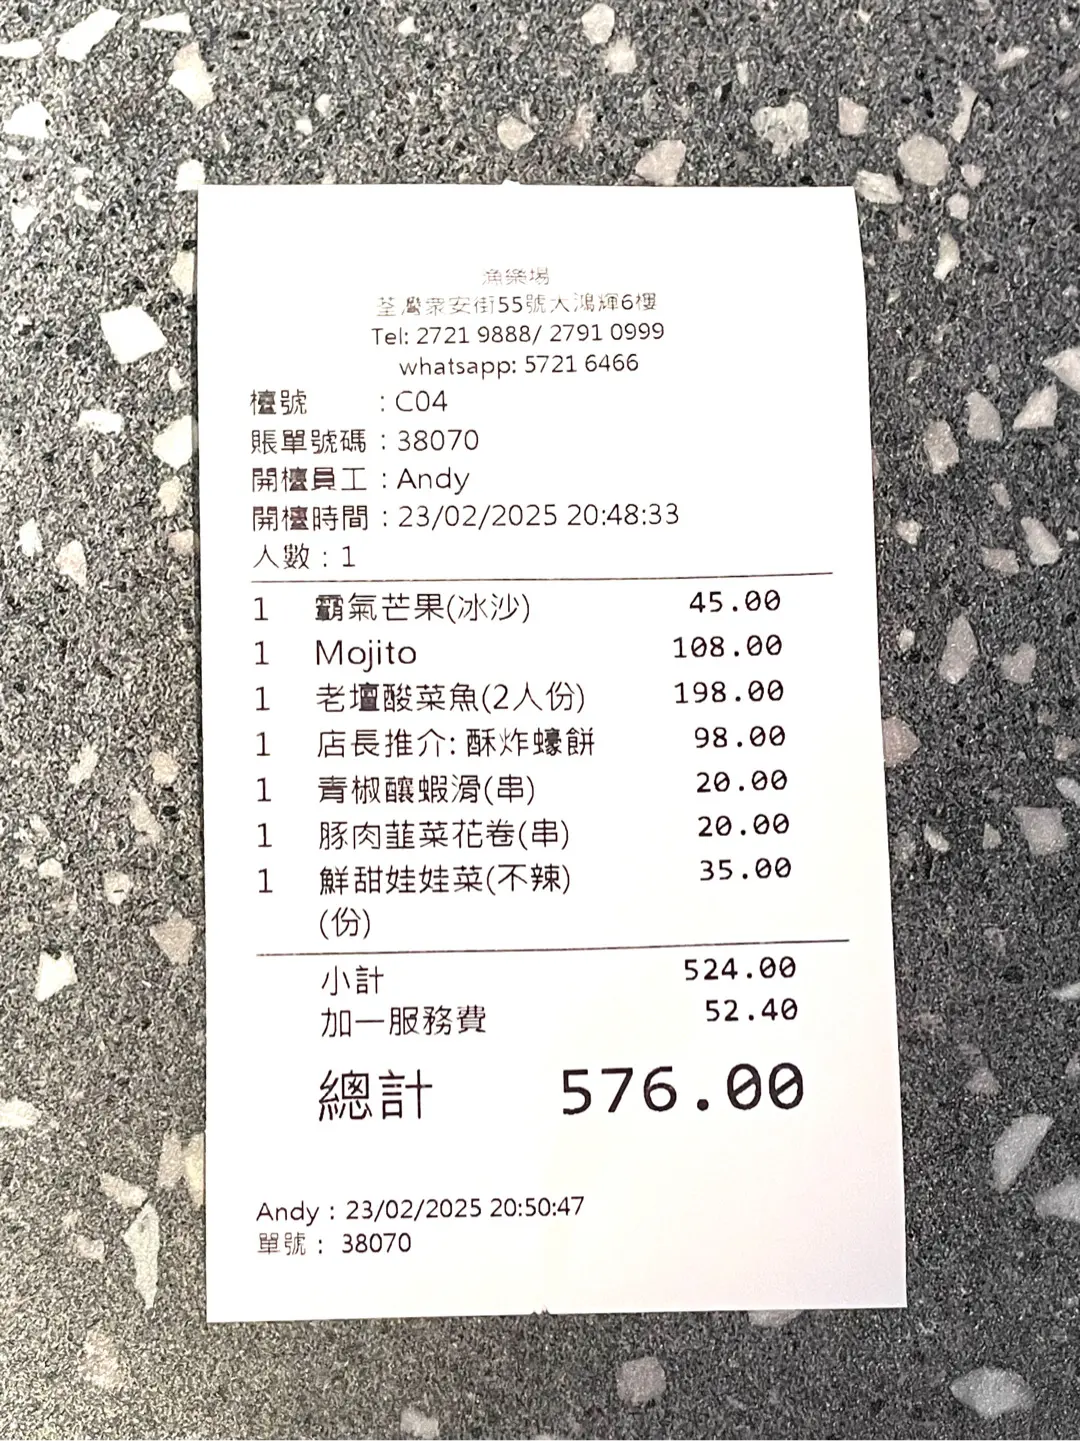 漁樂場
荃灣眾安街55號大鴻輝6樓
Tel: 2721 9888/ 2791 0999
whatsapp: 5721 6466
檯號 : C04
賬單號碼 : 38070
開檯員工 : Andy
開檯時間 : 23/02/2025 20:48:33
人數 : 1
1 霸氣芒果(冰沙) 45.00
1 Mojito 108.00
1 老壇酸菜魚(2人份) 198.00
1 店長推介: 酥炸蠔餅 98.00
1 青椒釀蝦滑(串) 20.00
1 豚肉韮菜花卷(串) 20.00
1 鮮甜娃娃菜(不辣) 35.00
(份)
小計 524.00
加一服務費 52.40
總計 576.00
Andy : 23/02/2025 20:50:47
單號 : 38070